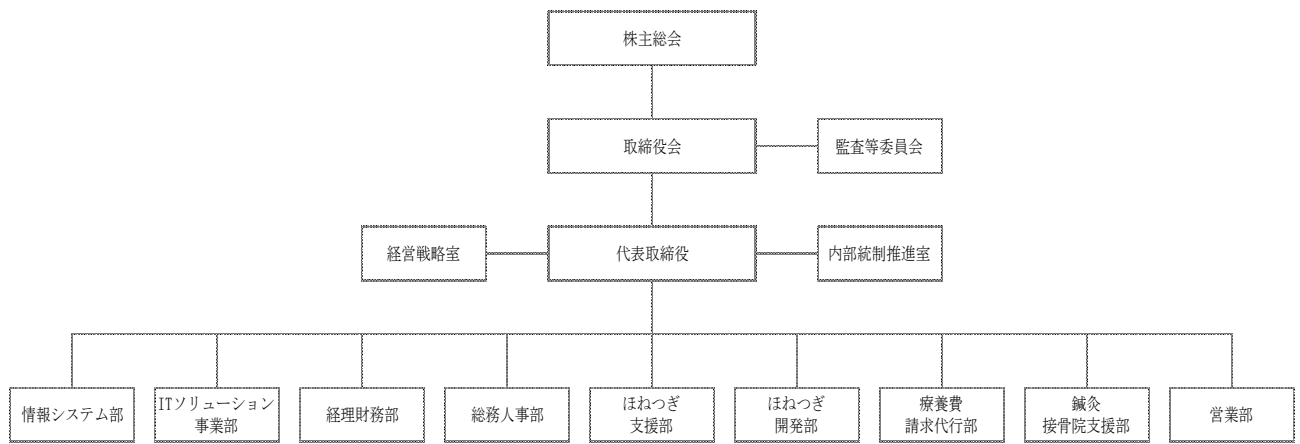 株主総会
取締役会
監査等委員会
経営戦略室
代表取締役
内部統制推進室
情報システム部
ITソリューション
事業部
経理財務部
総務人事部
ほねつぎ
支援部
ほねつぎ
開発部
療養費
請求代行部
鍼灸
接骨院支援部
営業部